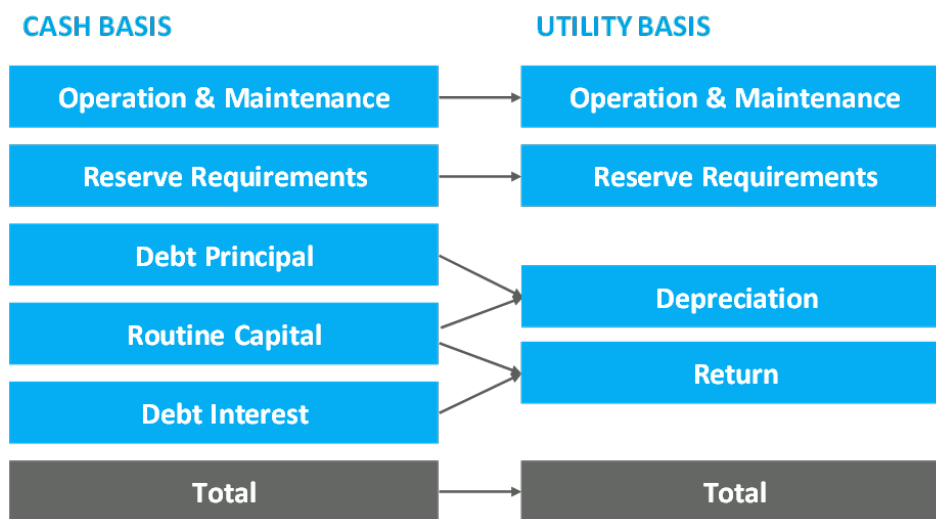 CASH BASIS
Operation & Maintenance
Reserve Requirements
Debt Principal
Routine Capital
Debt Interest
Total
UTILITY BASIS
Operation & Maintenance
Reserve Requirements
Depreciation
Return
Total